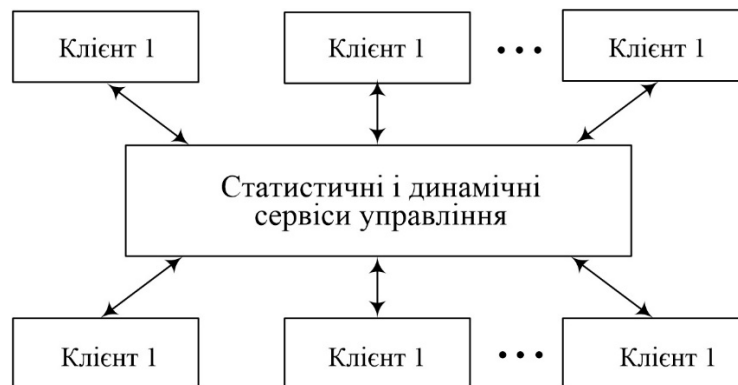 Клієнт 1
Клієнт 1
• • •
Клієнт 1
Статистичні і динамічні
сервіси управління
Клієнт 1
Клієнт 1
• • •
Клієнт 1